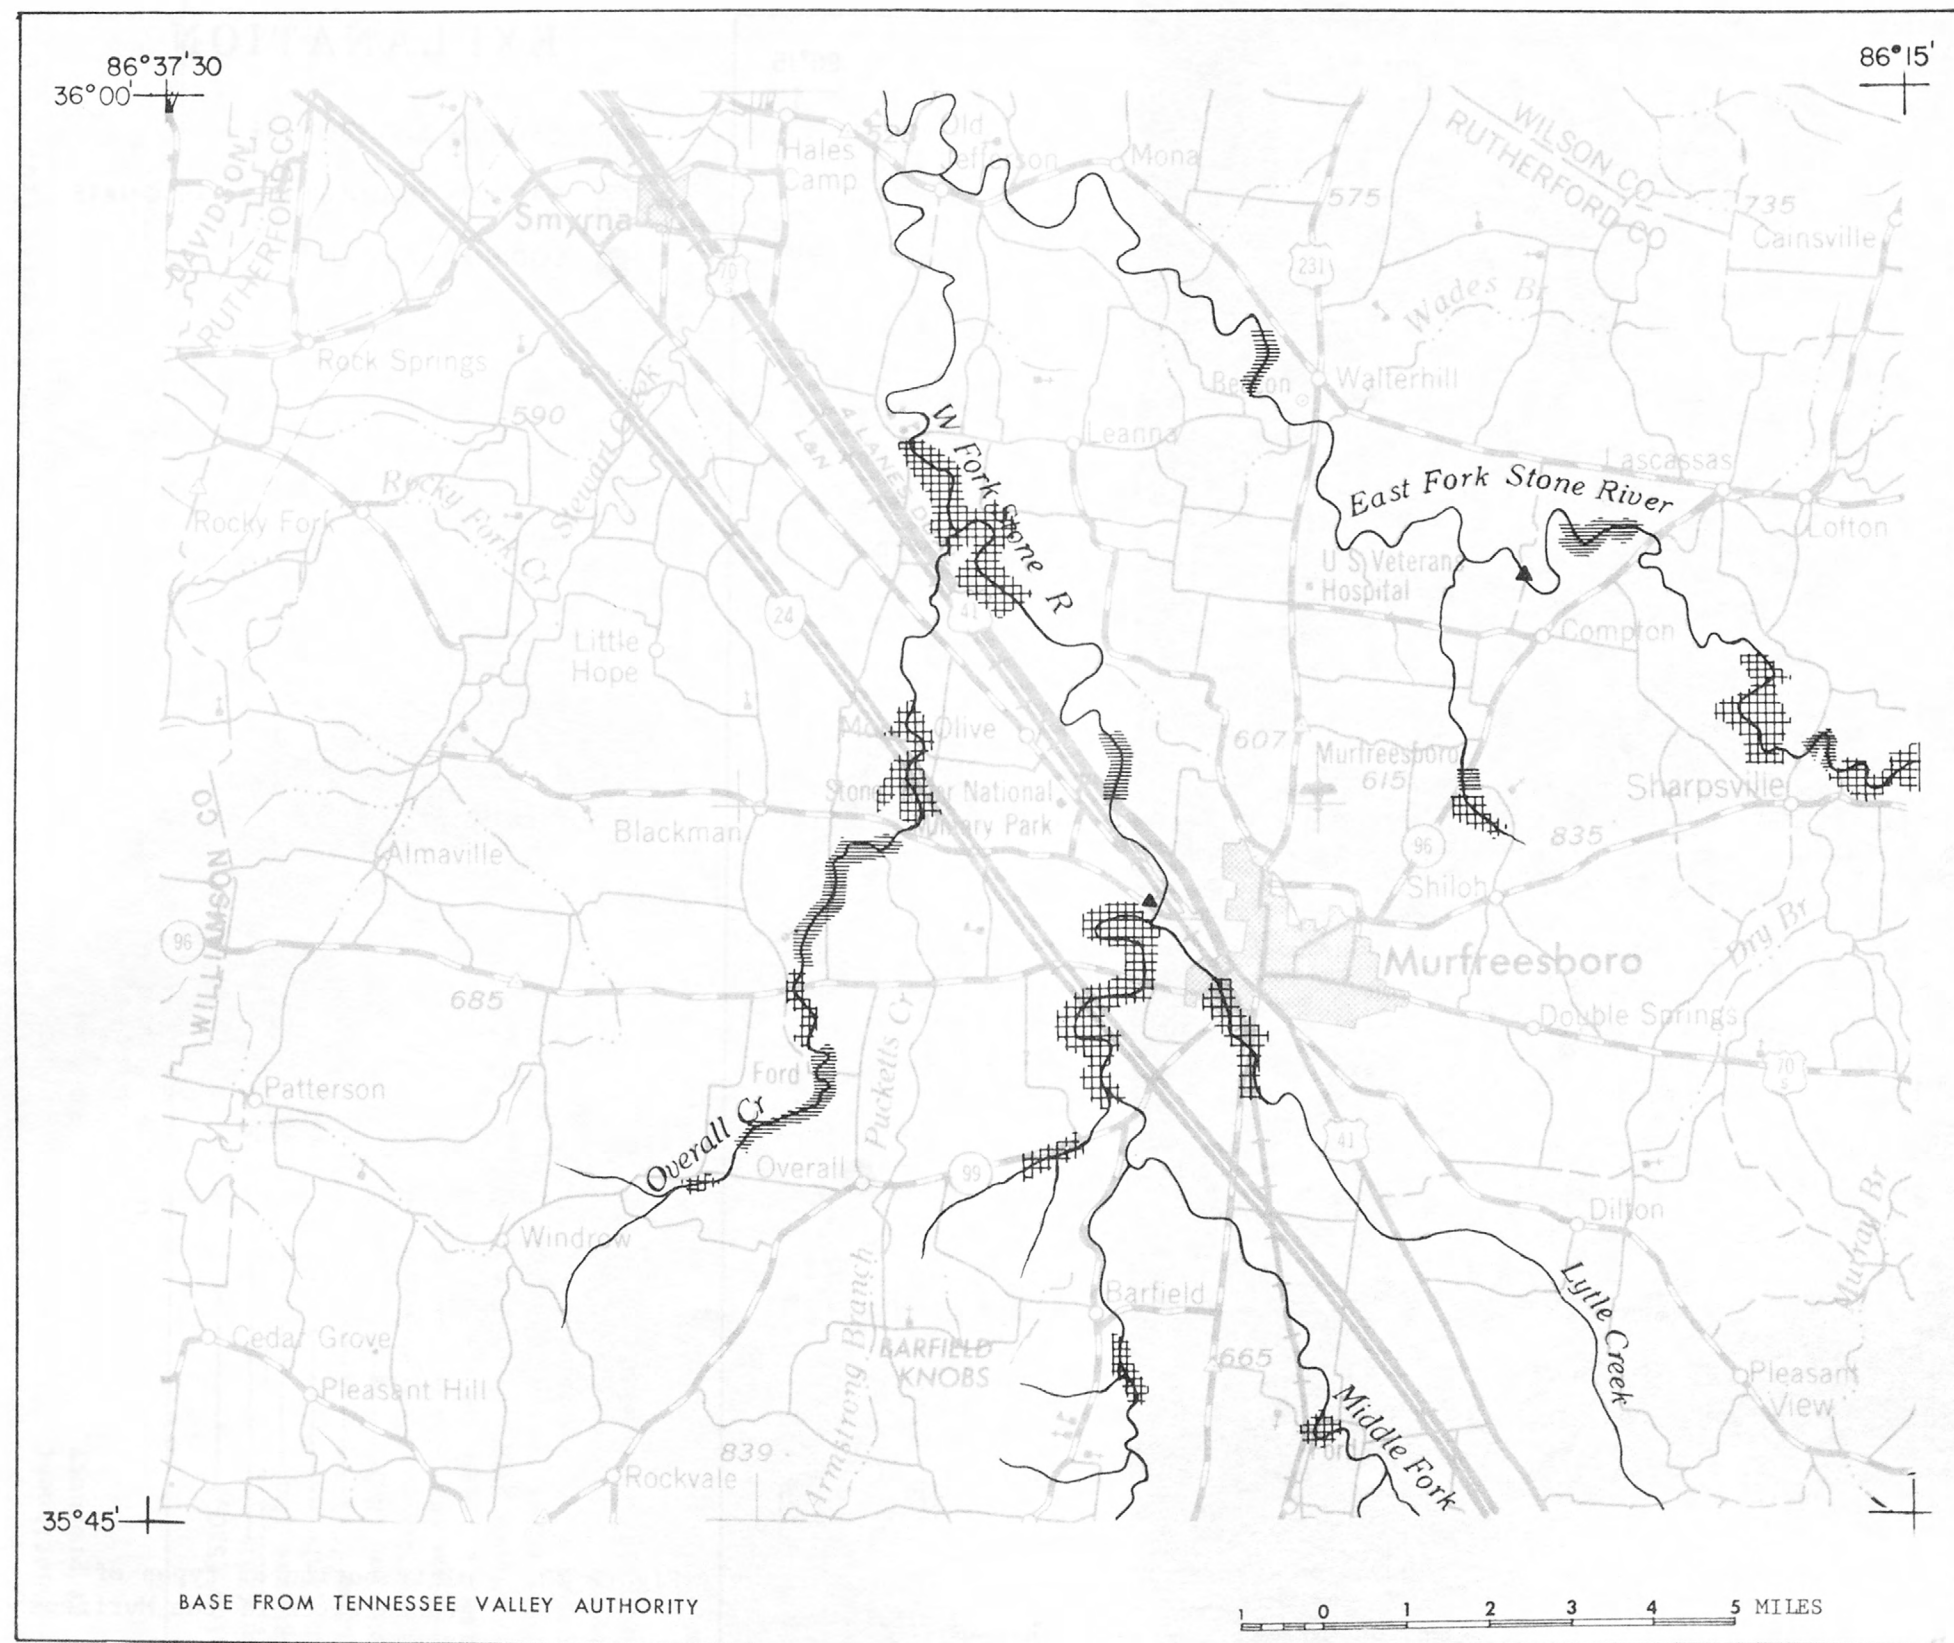 86°37'30
86°15'
36°00'
WILSON CO
RUTHERFORD CO
DAVIDSON
RUTHERFORD CO
Hales
Camp
Old
Jefferson
Mona
575
735
Cainsville
Smyrna
70
231
Wades Br
Rock Springs
590
Walterhill
W Fork Stone R
Leanna
Lascassas
4 LANES
L&N
Rocky Fork Cr
East Fork Stone River
Rocky Fork
Lofton
U S Veterans
Hospital
24
41
Compton
Little
Hope
Olive
607
Murfreesboro
615
Sharpsville
National
Park
Blackman
96
835
Almaville
Shiloh
WILLIAMSON CO
96
Dry Br
Murfreesboro
685
Pucketts Cr
Double Springs
Ford
70
S
Patterson
Overall Cr
41
Overall
99
Murray Br
Dilton
Windrow
Lytle Creek
Barfield
Cedar Grove
Armstrong Branch
BARFIELD
KNOBS
665
Pleasant Hill
Pleasant
View
Middle Fork
839
Rockvale
35°45'
BASE FROM TENNESSEE VALLEY AUTHORITY
1 0 1 2 3 4 5 MILES